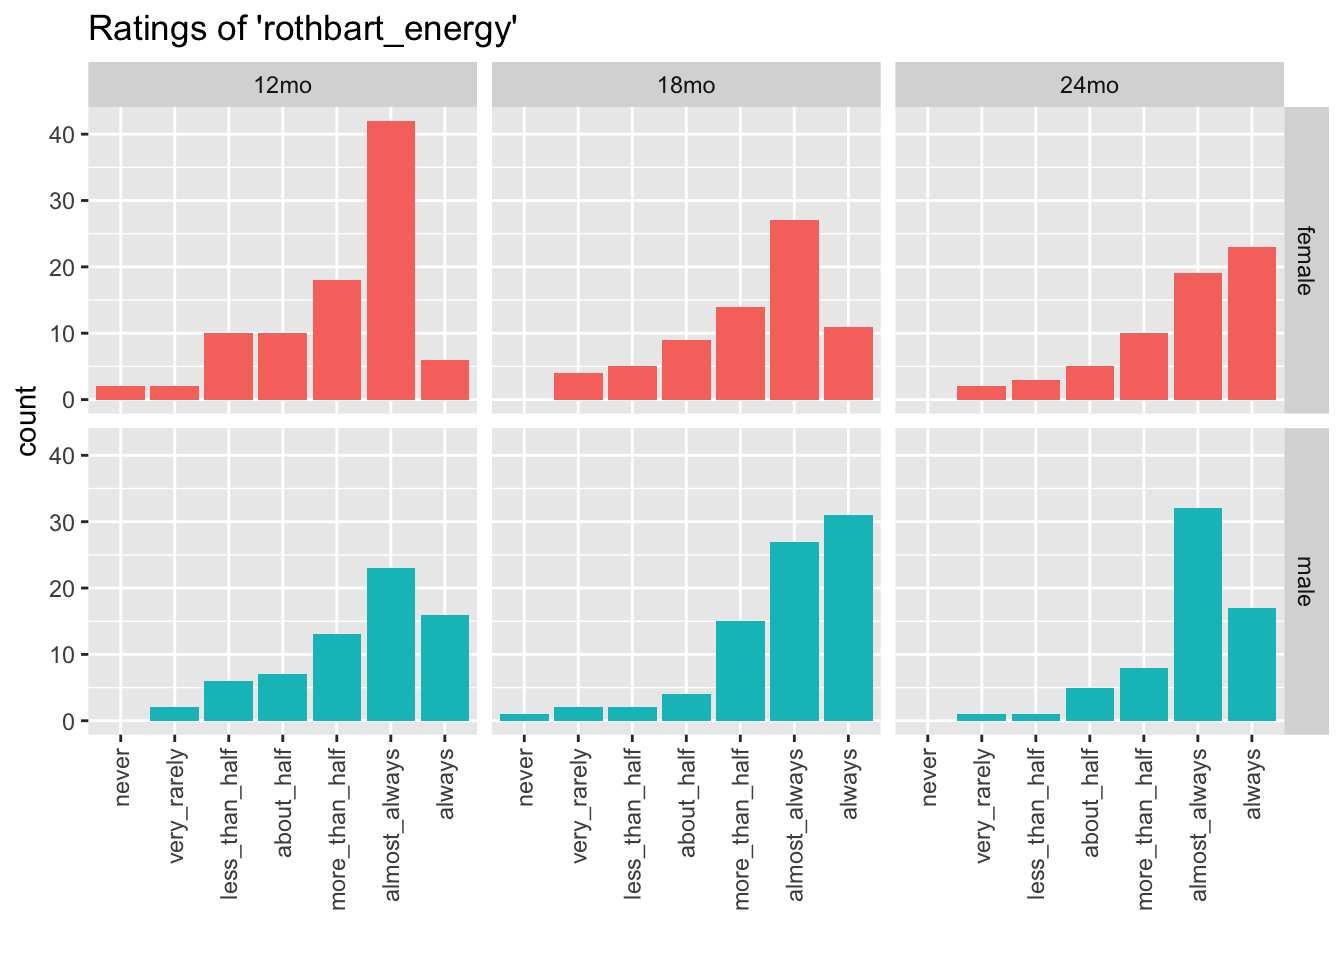 Ratings of 'rothbart_energy'
12mo 18mo 24mo
40
30
20
10
0
female
count
40
30
20
10
0
male
never very_rarely less_than_half about_half more_than_half almost_always always never very_rarely less_than_half about_half more_than_half almost_always always never very_rarely less_than_half about_half more_than_half almost_always always